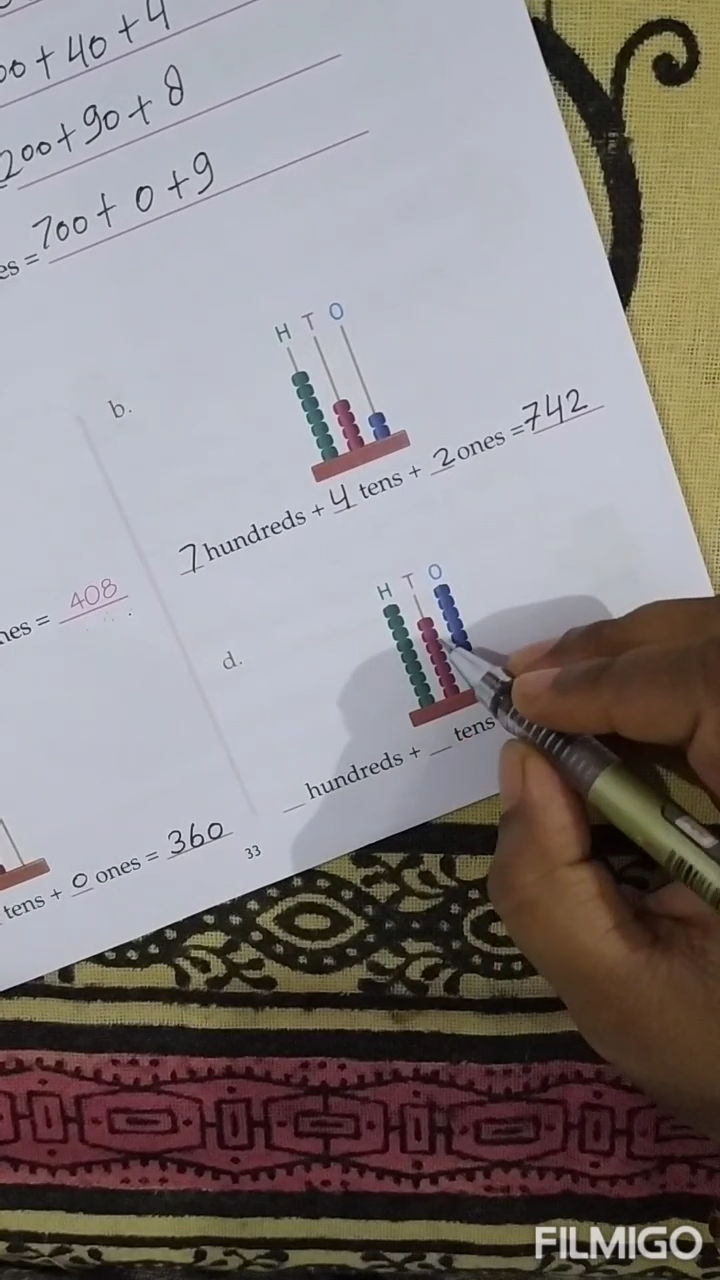 00 + 40 + 4
200 + 90 + 8
es = 700 + 0 + 9
b.
H T O
7 hundreds + 4 tens + 2 ones = 742
nes = 408
d.
H T O
_ hundreds + _ tens
tens + 0 ones = 360
33
FILMIGO